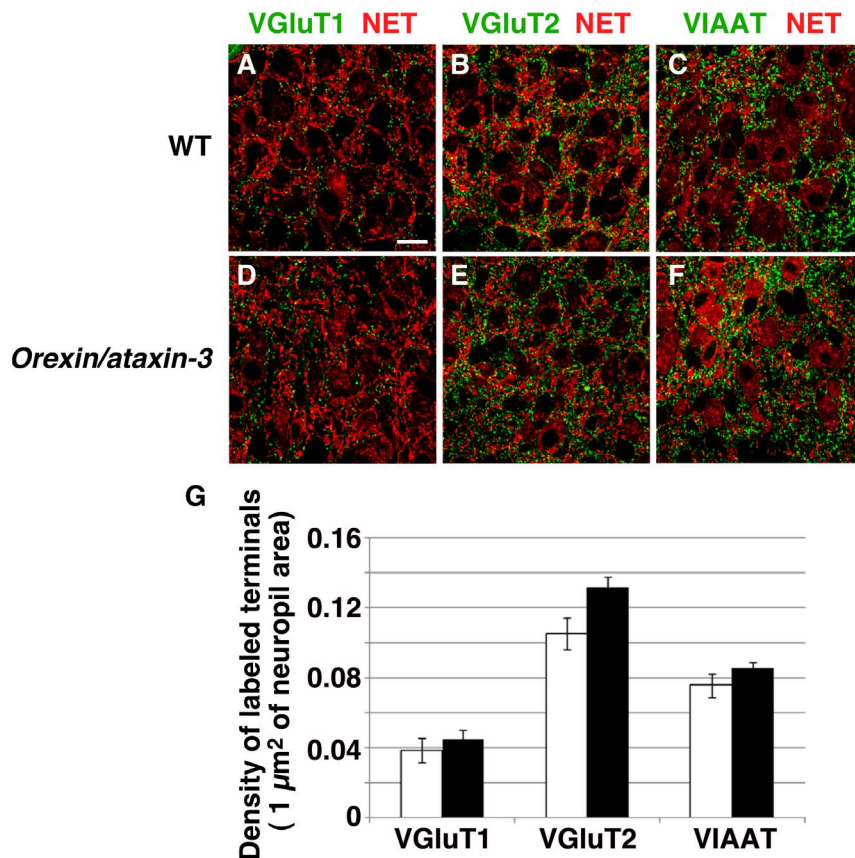 VGluT1 NET VGluT2 NET VIAAT NET
A B C
WT
D E F
Orexin/ataxin-3
G
Density of labeled terminals
( 1 µm² of neuropil area)
0.16
0.12
0.08
0.04
0
VGluT1 VGluT2 VIAAT